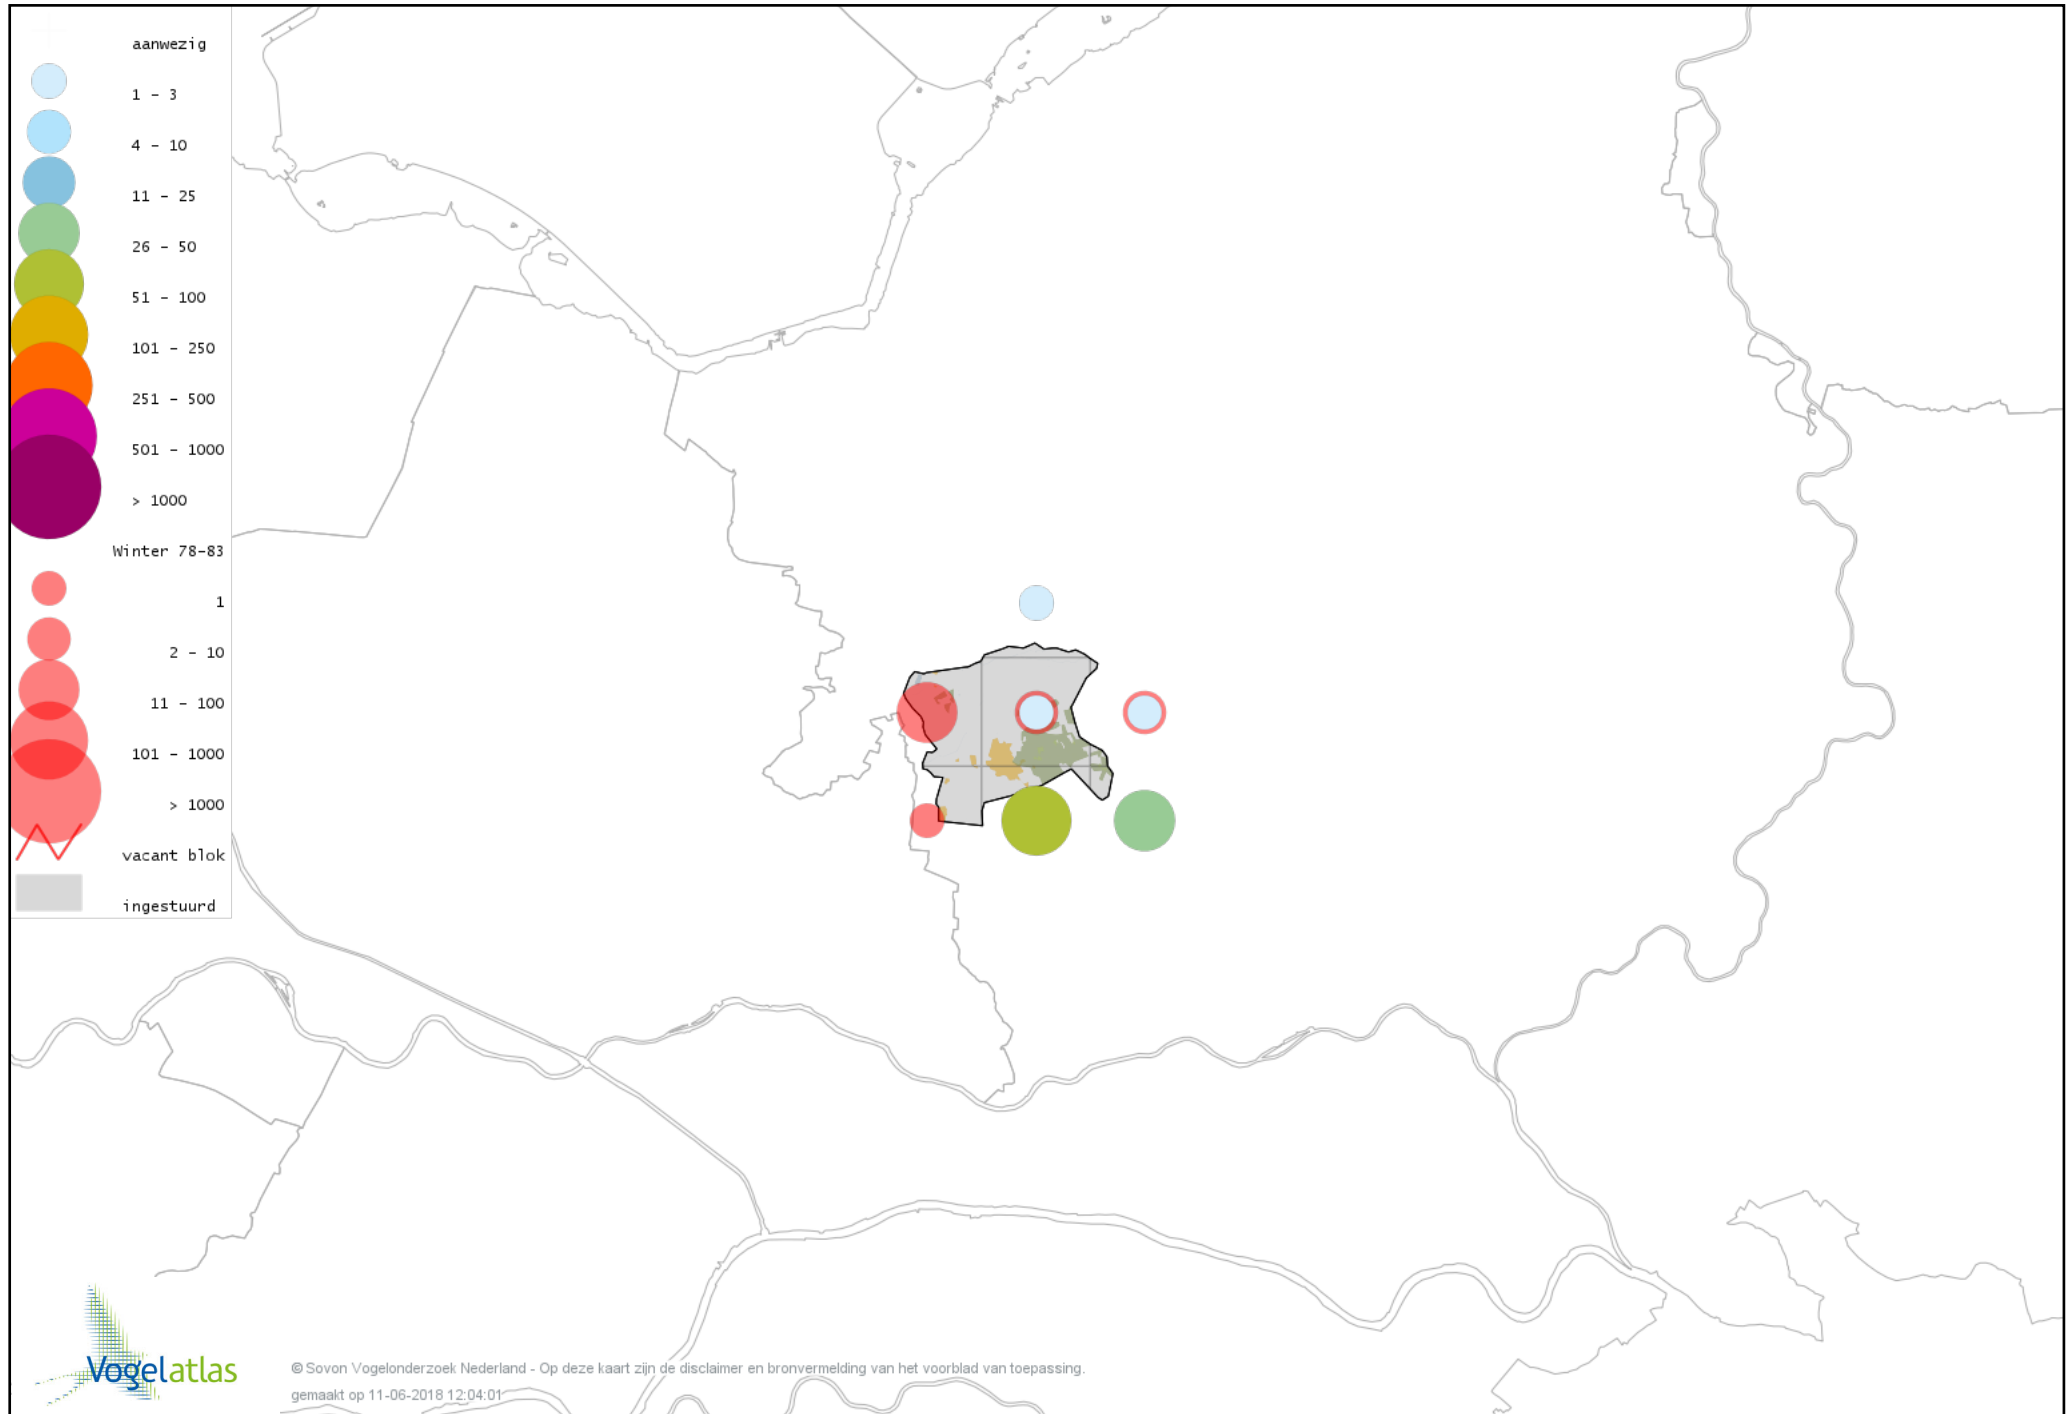 aanwezig
1 - 3
4 - 10
11 - 25
26 - 50
51 - 100
101 - 250
251 - 500
501 - 1000
> 1000
Winter 78-83
1
2 - 10
11 - 100
101 - 1000
> 1000
vacant blok
ingestuurd
Vogelatlas
© Sovon Vogelonderzoek Nederland - Op deze kaart zijn de disclaimer en bronvermelding van het voorblad van toepassing.
gemaakt op 11-06-2018 12:04:01